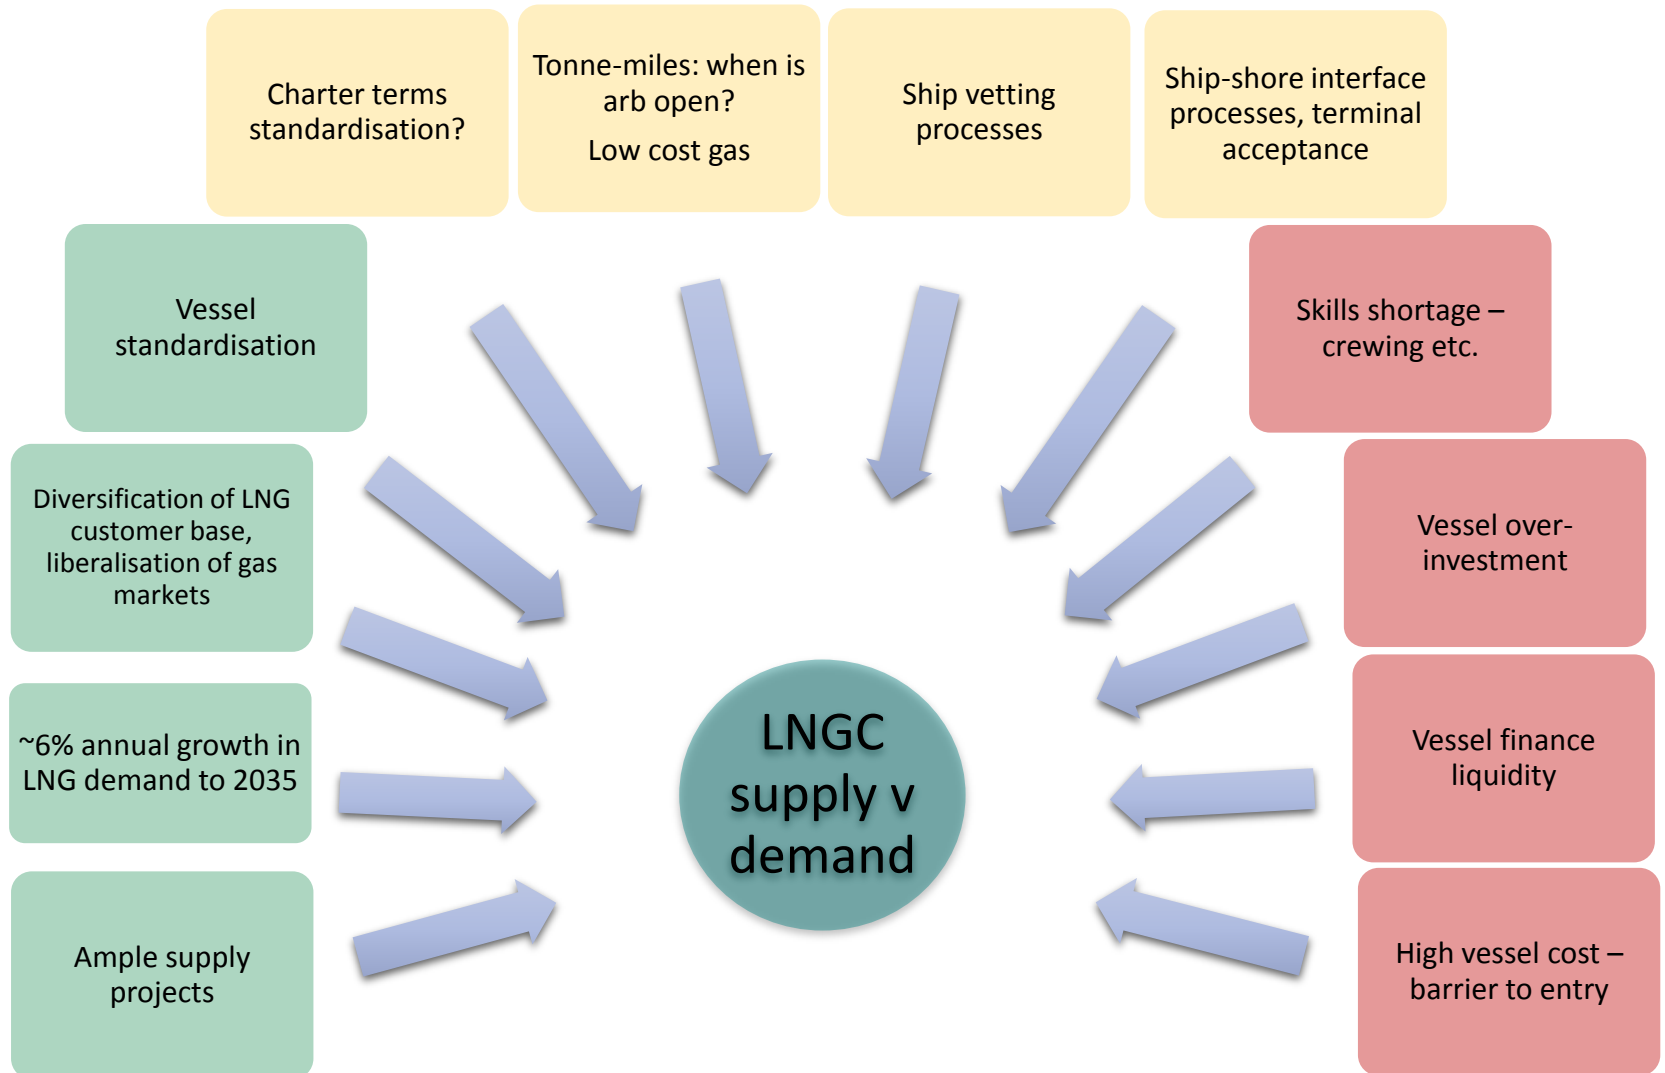 Charter terms
standardisation?
Tonne-miles: when is
arb open?
Low cost gas
Ship vetting
processes
Ship-shore interface
processes, terminal
acceptance
Vessel
standardisation
Skills shortage –
crewing etc.
Diversification of LNG
customer base,
liberalisation of gas
markets
Vessel over-
investment
~6% annual growth in
LNG demand to 2035
LNGC
supply v
demand
Vessel finance
liquidity
Ample supply
projects
High vessel cost –
barrier to entry